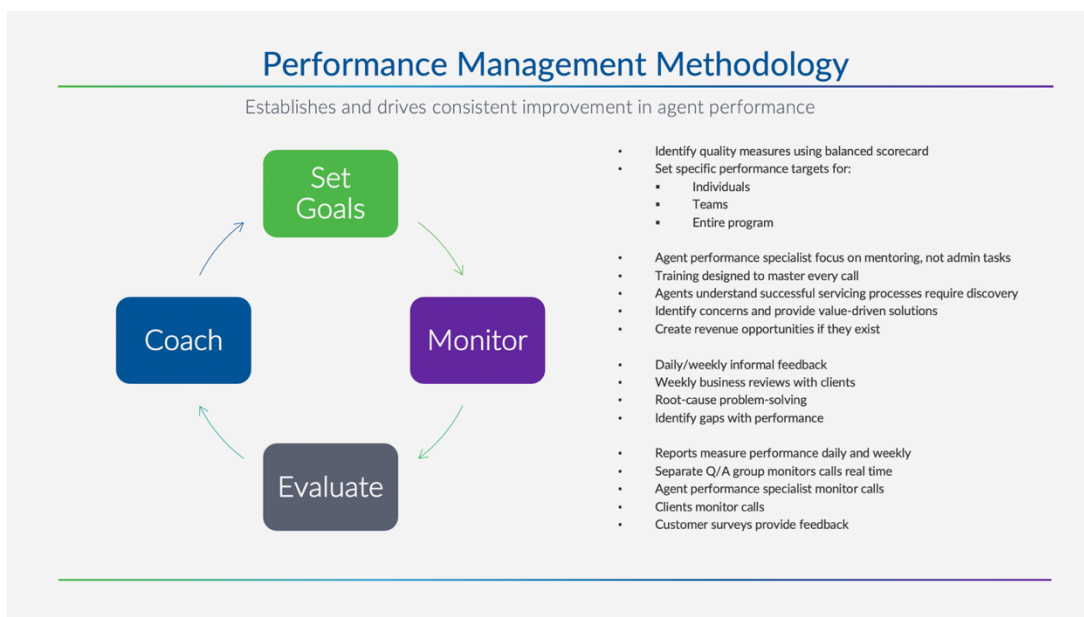 Performance Management Methodology
Establishes and drives consistent improvement in agent performance
Set
Goals
Monitor
Evaluate
Coach
• Identify quality measures using balanced scorecard
• Set specific performance targets for:
▪ Individuals
▪ Teams
▪ Entire program
• Agent performance specialist focus on mentoring, not admin tasks
• Training designed to master every call
• Agents understand successful servicing processes require discovery
• Identify concerns and provide value-driven solutions
• Create revenue opportunities if they exist
• Daily/weekly informal feedback
• Weekly business reviews with clients
• Root-cause problem-solving
• Identify gaps with performance
• Reports measure performance daily and weekly
• Separate Q/A group monitors calls real time
• Agent performance specialist monitor calls
• Clients monitor calls
• Customer surveys provide feedback